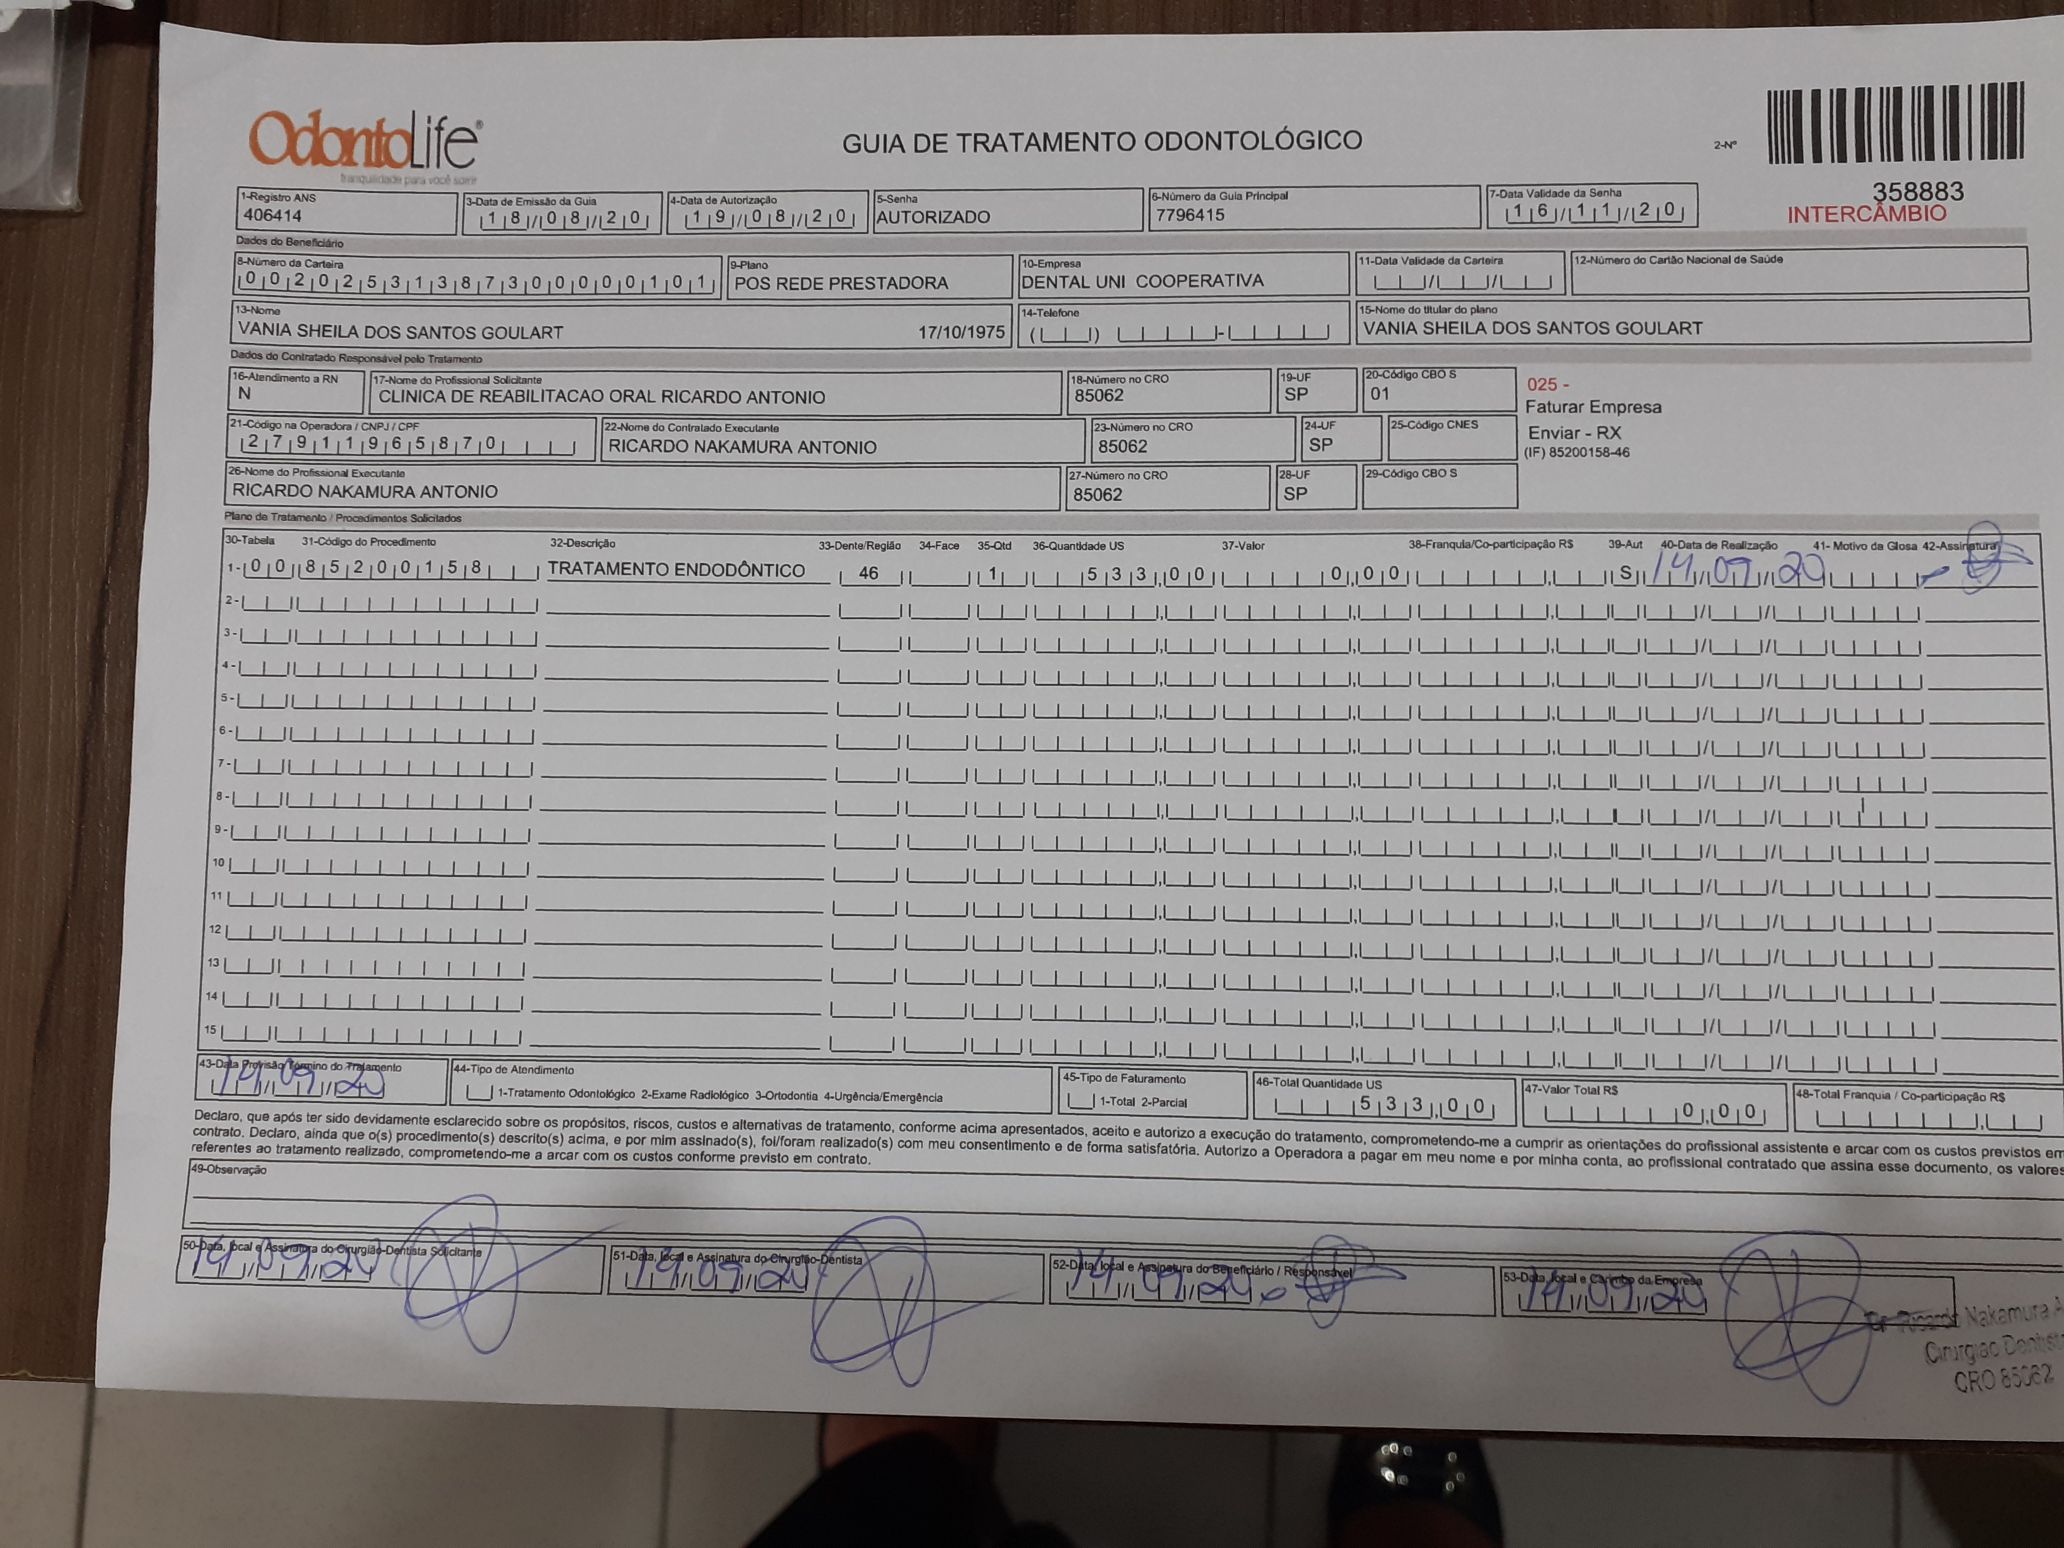 OdontoLife®
tranquilidade para você sorrir
GUIA DE TRATAMENTO ODONTOLÓGICO
2-Nº
358883
INTERCÂMBIO
1-Registro ANS
406414
3-Data de Emissão da Guia
18/08/20
4-Data de Autorização
19/08/20
5-Senha
AUTORIZADO
6-Número da Guia Principal
7796415
7-Data Validade da Senha
16/11/20
Dados do Beneficiário
8-Número da Carteira
00202531387300000101
9-Plano
POS REDE PRESTADORA
10-Empresa
DENTAL UNI COOPERATIVA
11-Data Validade da Carteira
12-Número do Cartão Nacional de Saúde
13-Nome
VANIA SHEILA DOS SANTOS GOULART 17/10/1975
14-Telefone
15-Nome do titular do plano
VANIA SHEILA DOS SANTOS GOULART
Dados do Contratado Responsável pelo Tratamento
16-Atendimento a RN
N
17-Nome do Profissional Solicitante
CLINICA DE REABILITACAO ORAL RICARDO ANTONIO
18-Número no CRO
85062
19-UF
SP
20-Código CBO S
01
025 -
Faturar Empresa
Enviar - RX
(IF) 85200158-46
21-Código na Operadora / CNPJ / CPF
27911965870
22-Nome do Contratado Executante
RICARDO NAKAMURA ANTONIO
23-Número no CRO
85062
24-UF
SP
25-Código CNES
26-Nome do Profissional Executante
RICARDO NAKAMURA ANTONIO
27-Número no CRO
85062
28-UF
SP
29-Código CBO S
Plano de Tratamento / Procedimentos Solicitados
30-Tabela 31-Código do Procedimento 32-Descrição 33-Dente/Região 34-Face 35-Qtd 36-Quantidade US 37-Valor 38-Franquia/Co-participação R$ 39-Aut 40-Data de Realização 41- Motivo da Glosa 42-Assinatura
1- 00 85200158 TRATAMENTO ENDODÔNTICO 46 1 533,00 0,00 S 14/09/20
2-
3-
4-
5-
6-
7-
8-
9-
10
11
12
13
14
15
43-Data Previsão Término do Tratamento
14/09/20
44-Tipo de Atendimento
1-Tratamento Odontológico 2-Exame Radiológico 3-Ortodontia 4-Urgência/Emergência
45-Tipo de Faturamento
1-Total 2-Parcial
46-Total Quantidade US
533,00
47-Valor Total R$
0,00
48-Total Franquia / Co-participação R$
Declaro, que após ter sido devidamente esclarecido sobre os propósitos, riscos, custos e alternativas de tratamento, conforme acima apresentados, aceito e autorizo a execução do tratamento, comprometendo-me a cumprir as orientações do profissional assistente e arcar com os custos previstos em
contrato. Declaro, ainda que o(s) procedimento(s) descrito(s) acima, e por mim assinado(s), foi/foram realizado(s) com meu consentimento e de forma satisfatória. Autorizo a Operadora a pagar em meu nome e por minha conta, ao profissional contratado que assina esse documento, os valores
referentes ao tratamento realizado, comprometendo-me a arcar com os custos conforme previsto em contrato.
49-Observação
50-Data, local e Assinatura do Cirurgião-Dentista Solicitante
14/09/20
51-Data, local e Assinatura do Cirurgião-Dentista
14/09/20
52-Data, local e Assinatura do Beneficiário / Responsável
14/09/20
53-Data, local e Carimbo da Empresa
14/09/20
Dr Ricardo Nakamura A
Cirurgiao Dentist
CRO 85062